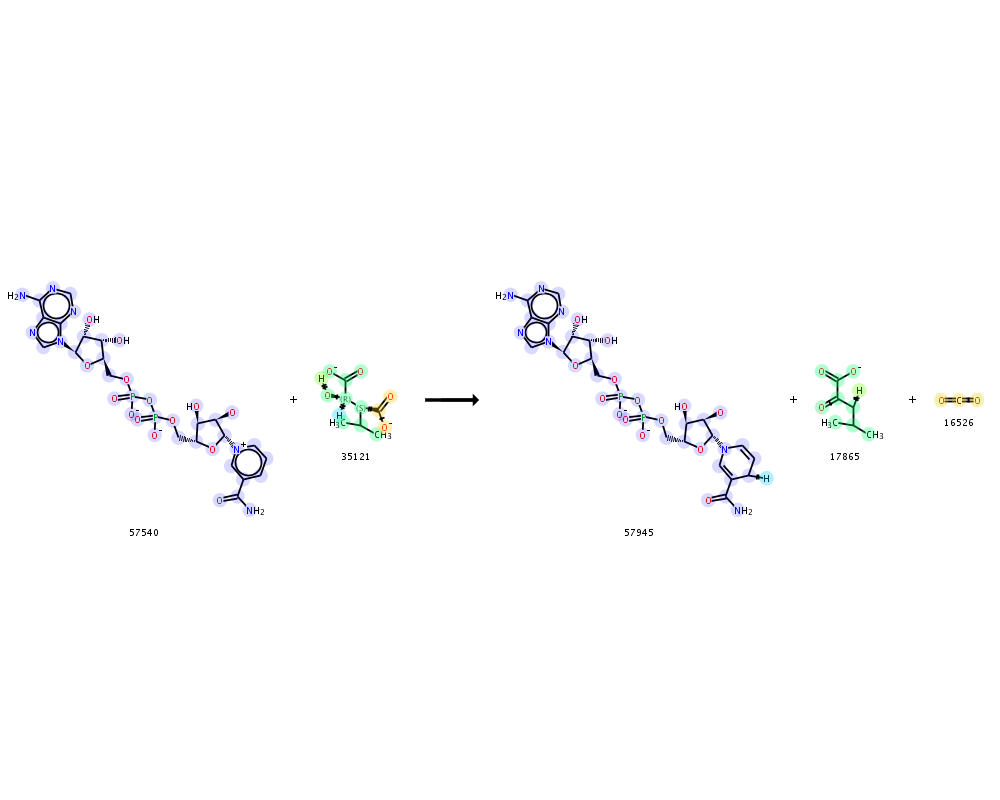 H₂N N N N N OH OH O O O P O⁻ O O P O⁻ O HO O O N⁺ O NH₂
57540
+
O⁻ O H O (R) H (S) O O⁻ H₃C CH₃
35121
H₂N N N N N OH OH O O O P O⁻ O O P O⁻ O HO O O N H O NH₂
57945
+
O O⁻ H O H₃C CH₃
17865
+
O C O
16526